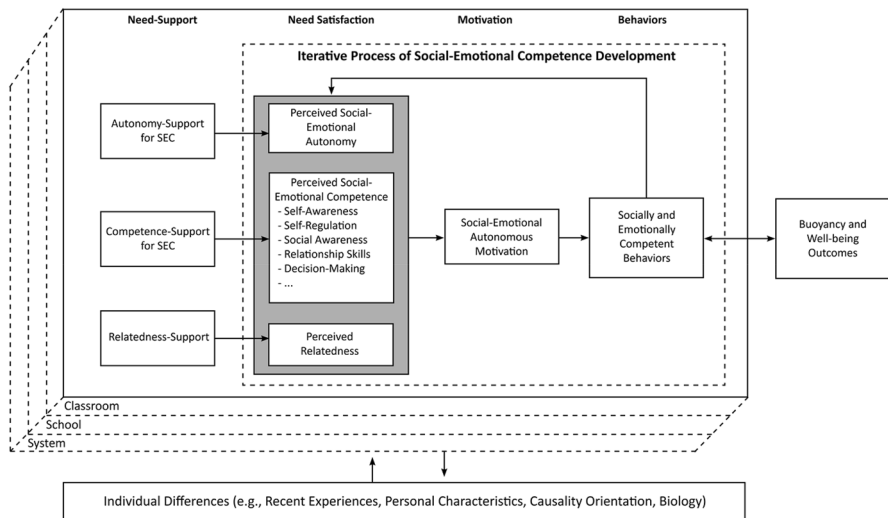 Need-Support
Need Satisfaction
Motivation
Behaviors
Iterative Process of Social-Emotional Competence Development
Autonomy-Support
for SEC
Perceived Social-
Emotional
Autonomy
Competence-Support
for SEC
Perceived Social-
Emotional Competence
- Self-Awareness
- Self-Regulation
- Social Awareness
- Relationship Skills
- Decision-Making
- ...
Social-Emotional
Autonomous
Motivation
Socially and
Emotionally
Competent
Behaviors
Buoyancy and
Well-being
Outcomes
Relatedness-Support
Perceived
Relatedness
Classroom
School
System
Individual Differences (e.g., Recent Experiences, Personal Characteristics, Causality Orientation, Biology)